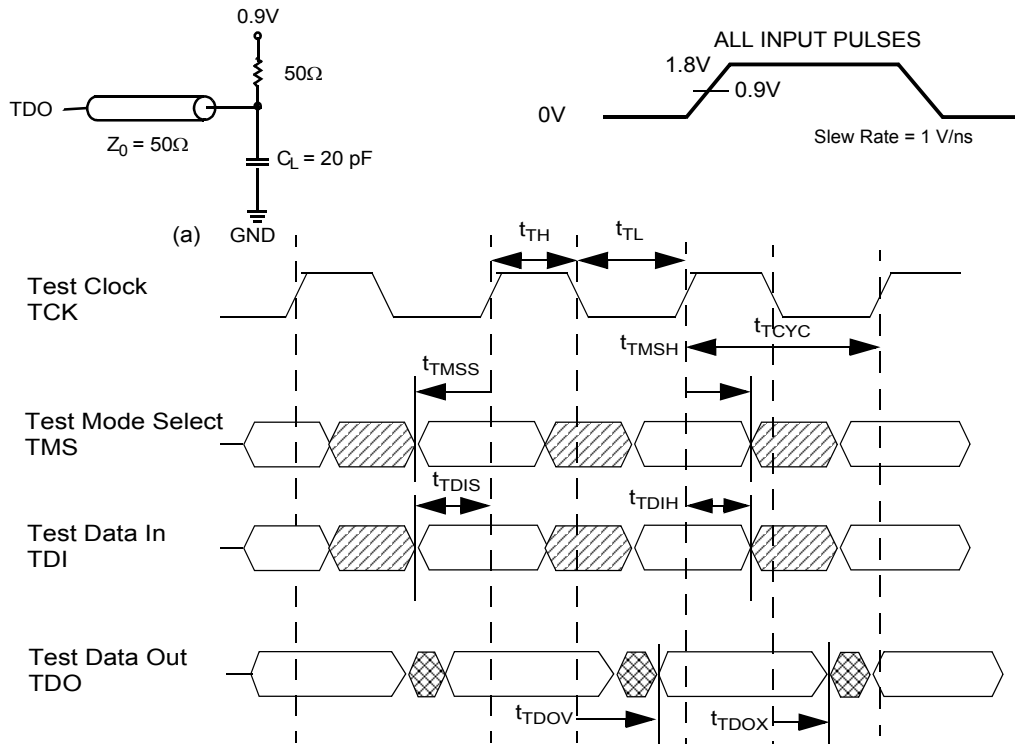 0.9V
ALL INPUT PULSES
50Ω
1.8V
0.9V
TDO
0V
Z0 = 50Ω
CL = 20 pF
Slew Rate = 1 V/ns
(a)
GND
tTH
tTL
Test Clock
TCK
tTCYC
tTMSH
tTMSS
Test Mode Select
TMS
tTDIS
tTDIH
Test Data In
TDI
Test Data Out
TDO
tTDOV
tTDOX